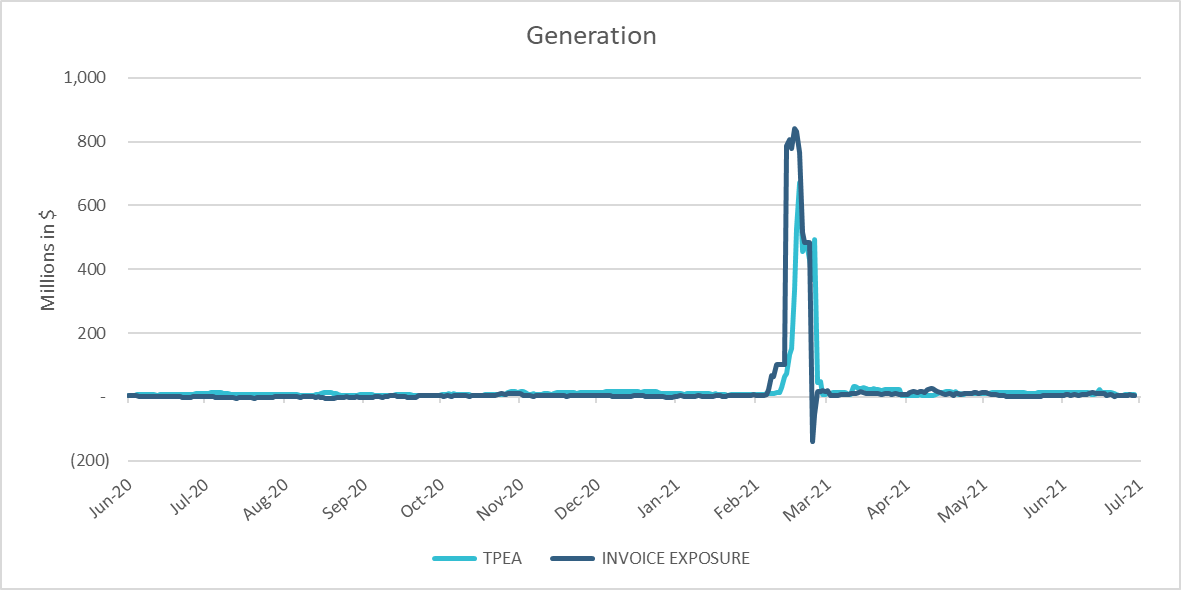 Generation
1,000
800
600
400
200
-
(200)
Millions in $
Jun-20
Jul-20
Aug-20
Sep-20
Oct-20
Nov-20
Dec-20
Jan-21
Feb-21
Mar-21
Apr-21
May-21
Jun-21
Jul-21
TPEA
INVOICE EXPOSURE